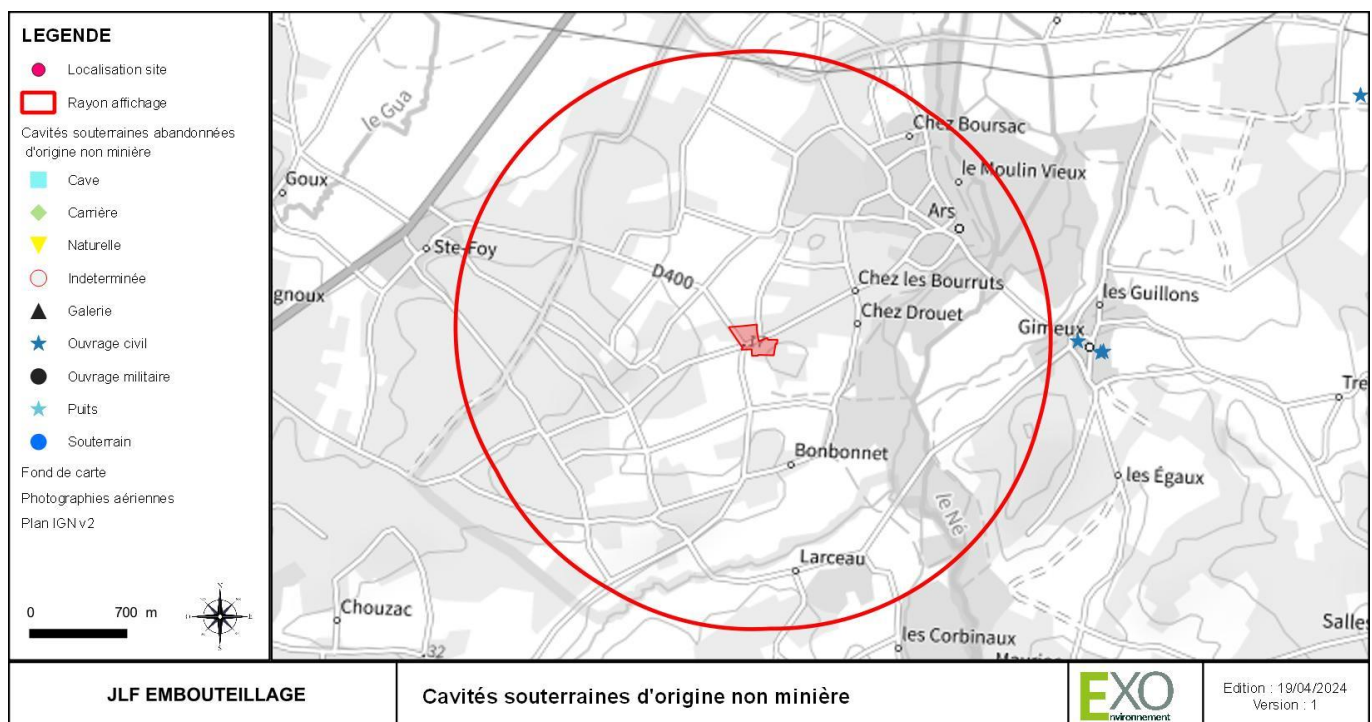 LEGENDE
Localisation site
Rayon affichage
Cavités souterraines abandonnées
d'origine non minière
Cave
Carrière
Naturelle
Indeterminée
Galerie
Ouvrage civil
Ouvrage militaire
Puits
Souterrain
Fond de carte
Photographies aériennes
Plan IGN v2
0 700 m
le Gua
Goux
Ste-Foy
gnoux
D400
Chez Boursac
le Moulin Vieux
Ars
Chez les Bourruts
Chez Drouet
les Guillons
Gimeux
Tre
Bonbonnet
les Égaux
le Né
Larceau
Chouzac
32
les Corbinaux
Salles
JLF EMBOUTEILLAGE
Cavités souterraines d'origine non minière
EXO
nvironnement
Edition : 19/04/2024
Version : 1